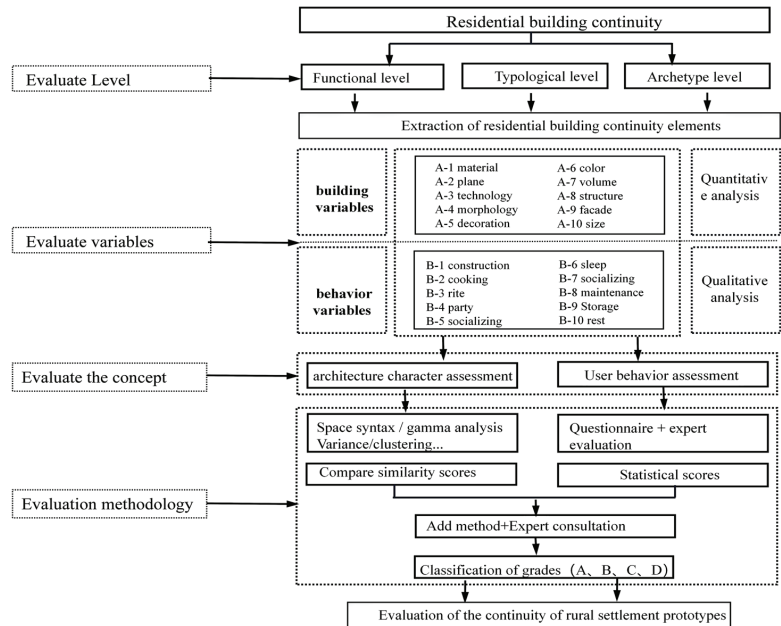 Residential building continuity
Evaluate Level
Functional level
Typological level
Archetype level
Extraction of residential building continuity elements
Evaluate variables
building
variables
A-1 material
A-2 plane
A-3 technology
A-4 morphology
A-5 decoration
A-6 color
A-7 volume
A-8 structure
A-9 facade
A-10 size
Quantitativ
e analysis
behavior
variables
B-1 construction
B-2 cooking
B-3 rite
B-4 party
B-5 socializing
B-6 sleep
B-7 socializing
B-8 maintenance
B-9 Storage
B-10 rest
Qualitative
analysis
Evaluate the concept
architecture character assessment
User behavior assessment
Evaluation methodology
Space syntax / gamma analysis
Variance/clustering...
Questionnaire + expert
evaluation
Compare similarity scores
Statistical scores
Add method+Expert consultation
Classification of grades（A、B、C、D）
Evaluation of the continuity of rural settlement prototypes